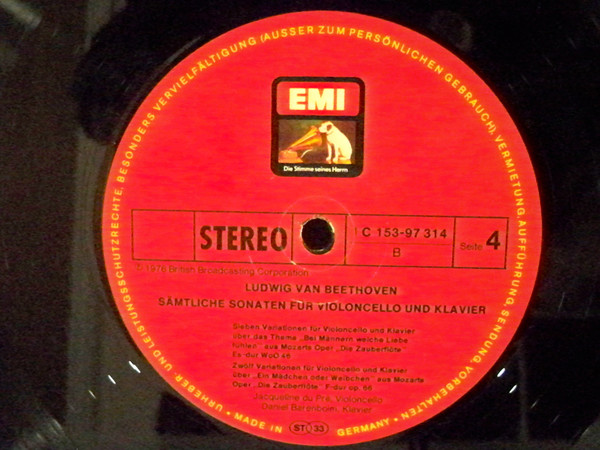 URHEBER- UND LEISTUNGSSCHUTZRECHTE, BESONDERS VERVIELFÄLTIGUNG (AUSSER ZUM PERSÖNLICHEN GEBRAUCH), VERMIETUNG, AUFFÜHRUNG, SENDUNG, VORBEHALTEN
EMI
Die Stimme seines Herrn
STEREO
1 C 153-97 314
B
Seite 4
Ⓟ 1976 British Broadcasting Corporation
LUDWIG VAN BEETHOVEN
SÄMTLICHE SONATEN FÜR VIOLONCELLO UND KLAVIER
Sieben Variationen für Violoncello und Klavier
über das Thema „Bei Männern welche Liebe
fühlen" aus Mozarts Oper „Die Zauberflöte"
Es-dur WoO 46
Zwölf Variationen für Violoncello und Klavier
über „Ein Mädchen oder Weibchen" aus Mozarts
Oper „Die Zauberflöte" F-dur op. 66
Jacqueline du Pré, Violoncello
Daniel Barenboim, Klavier
• MADE IN ST 33 GERMANY •